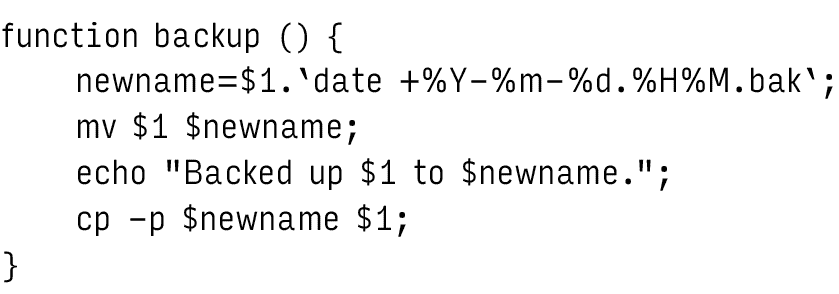 function backup () {
    newname=$1.`date +%Y-%m-%d.%H%M.bak`;
    mv $1 $newname;
    echo "Backed up $1 to $newname.";
    cp -p $newname $1;
}